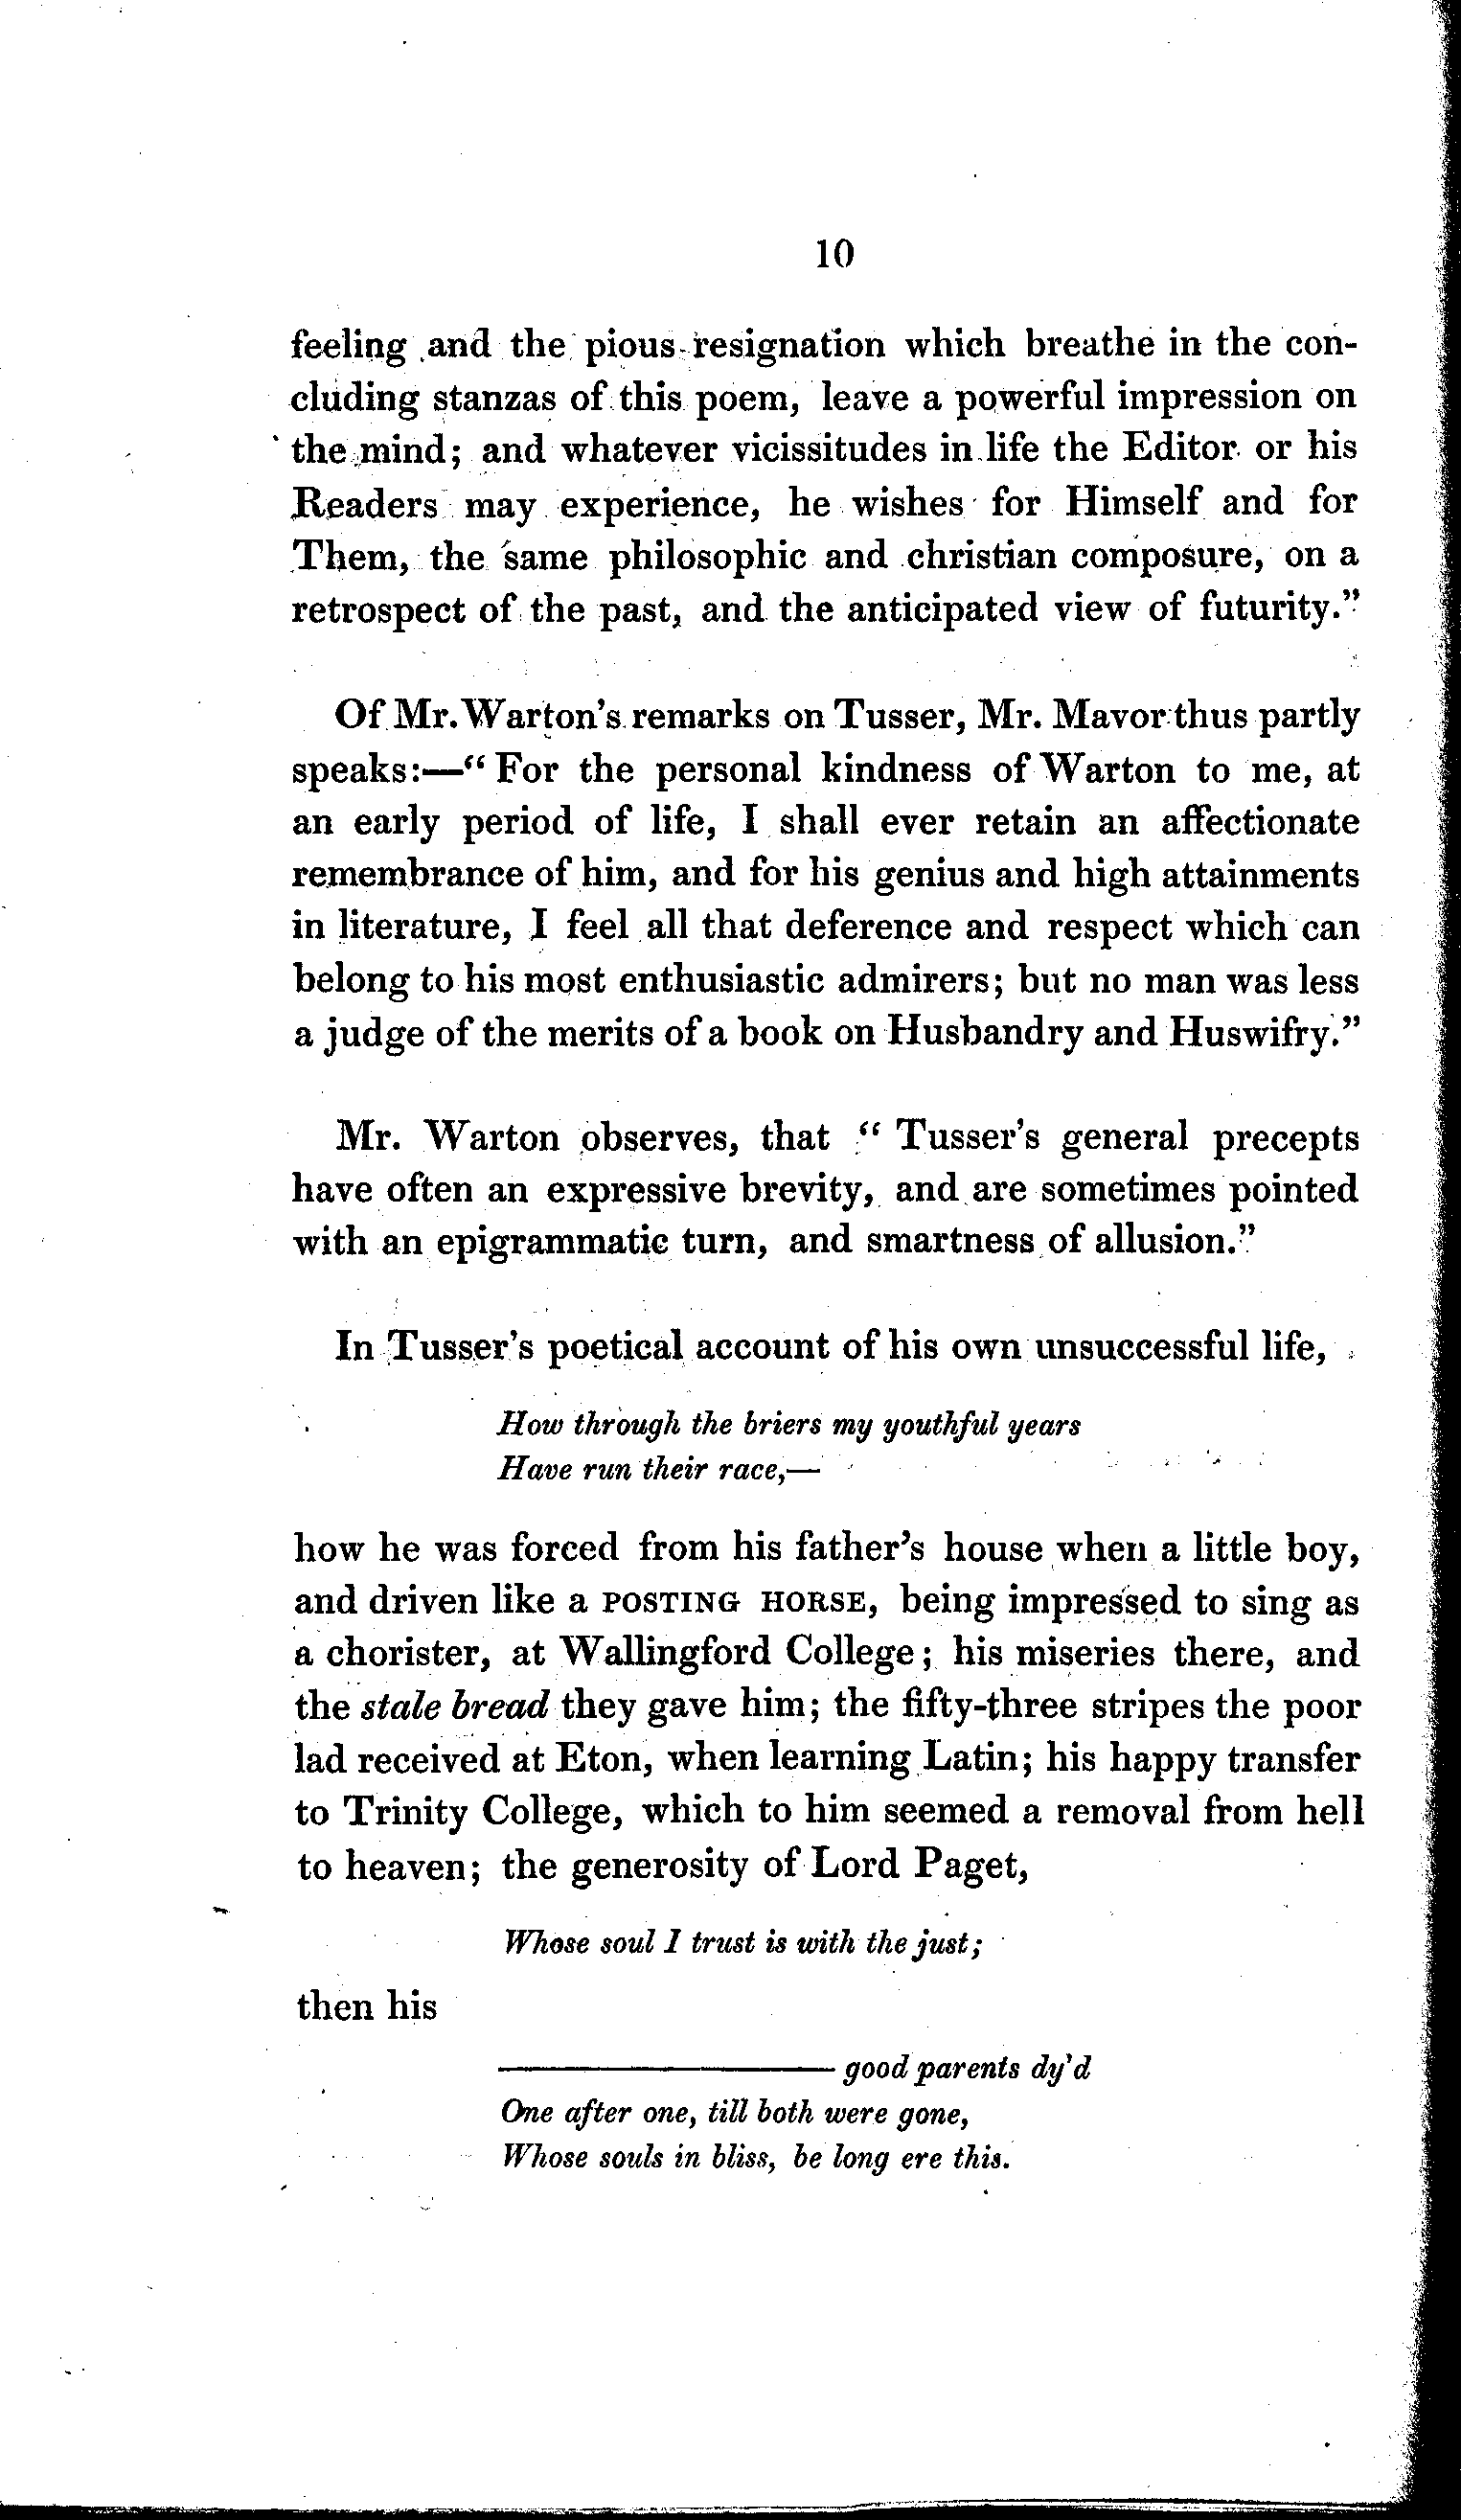 10
feeling and the pious resignation which breathe in the con-
cluding stanzas of this poem, leave a powerful impression on
the mind; and whatever vicissitudes in life the Editor or his
Readers may experience, he wishes for Himself and for
Them, the same philosophic and christian composure, on a
retrospect of the past, and the anticipated view of futurity."
Of Mr. Warton's remarks on Tusser, Mr. Mavor thus partly
speaks:—"For the personal kindness of Warton to me, at
an early period of life, I shall ever retain an affectionate
remembrance of him, and for his genius and high attainments
in literature, I feel all that deference and respect which can
belong to his most enthusiastic admirers; but no man was less
a judge of the merits of a book on Husbandry and Huswifry."
Mr. Warton observes, that "Tusser's general precepts
have often an expressive brevity, and are sometimes pointed
with an epigrammatic turn, and smartness of allusion."
In Tusser's poetical account of his own unsuccessful life,
How through the briers my youthful years
Have run their race,—
how he was forced from his father's house when a little boy,
and driven like a POSTING HORSE, being impressed to sing as
a chorister, at Wallingford College; his miseries there, and
the stale bread they gave him; the fifty-three stripes the poor
lad received at Eton, when learning Latin; his happy transfer
to Trinity College, which to him seemed a removal from hell
to heaven; the generosity of Lord Paget,
Whose soul I trust is with the just;
then his
——— good parents dy'd
One after one, till both were gone,
Whose souls in bliss, be long ere this.